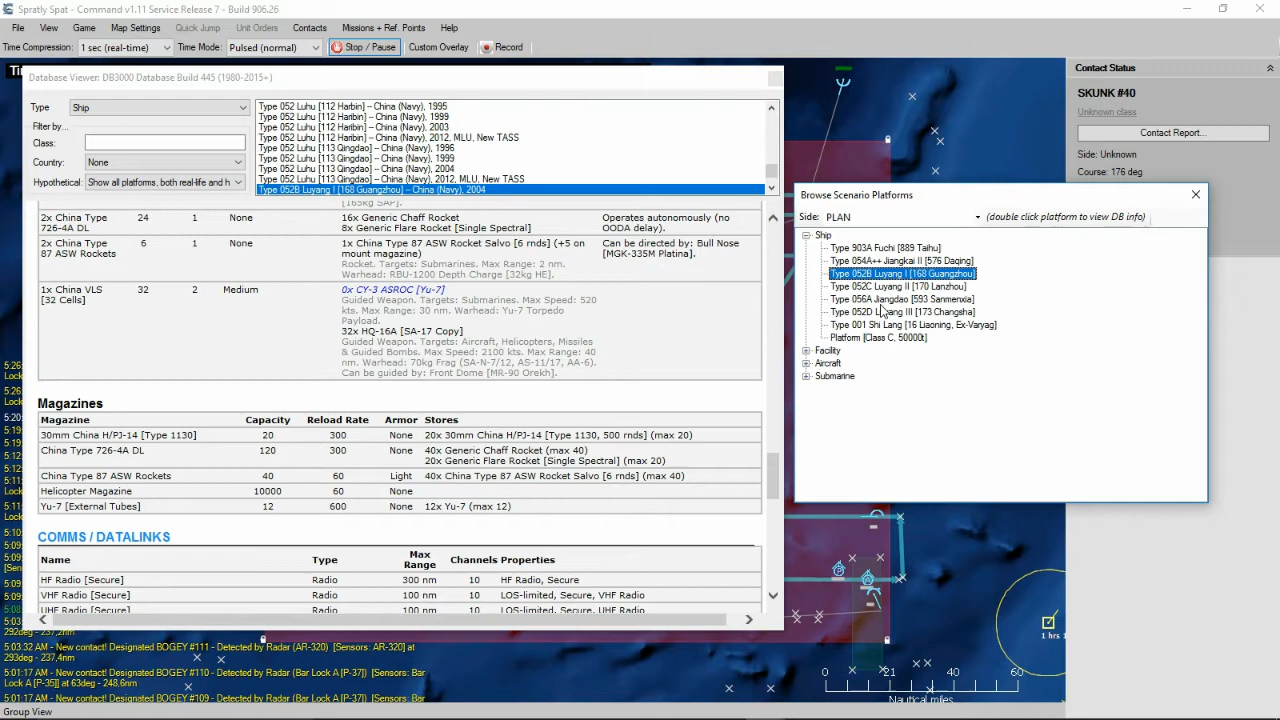 Spratly Spat - Command v1.11 Service Release 7 - Build 906.26
File View Game Map Settings Quick Jump Unit Orders Contacts Missions + Ref. Points Help
Time Compression: 1 sec (real-time) Time Mode: Pulsed (normal) Stop / Pause Custom Overlay Record
Database Viewer: DB3000 Database Build 445 (1980-2015+)
Type Ship
Filter by...
Class:
Country: None
Hypothetical: Show all platforms, both real-life and h
Type 052 Luhu [112 Harbin] -- China (Navy), 1995
Type 052 Luhu [112 Harbin] -- China (Navy), 1999
Type 052 Luhu [112 Harbin] -- China (Navy), 2003
Type 052 Luhu [112 Harbin] -- China (Navy), 2012, MLU, New TASS
Type 052 Luhu [113 Qingdao] -- China (Navy), 1996
Type 052 Luhu [113 Qingdao] -- China (Navy), 1999
Type 052 Luhu [113 Qingdao] -- China (Navy), 2004
Type 052 Luhu [113 Qingdao] -- China (Navy), 2012, MLU, New TASS
Type 052B Luyang I [168 Guangzhou] -- China (Navy), 2004
[165kg SAP].
2x China Type 726-4A DL 24 1 None 16x Generic Chaff Rocket
8x Generic Flare Rocket [Single Spectral]
Operates autonomously (no OODA delay).
2x China Type 87 ASW Rockets 6 1 None 1x China Type 87 ASW Rocket Salvo [6 rnds] (+5 on
mount magazine)
Guided Weapon. Targets: Submarines. Max Range: 2 nm.
Warhead: RBU-1200 Depth Charge [32kg HE].
Can be directed by: Bull Nose
[MGK-335M Platina].
1x China VLS [32 Cells] 32 2 Medium 0x CY-3 ASROC [Yu-7]
Guided Weapon. Targets: Submarines. Max Speed: 520
kts. Max Range: 30 nm. Warhead: Yu-7 Torpedo
Payload.
32x HQ-16A [SA-17 Copy]
Guided Weapon. Targets: Aircraft, Helicopters, Missiles
& Guided Bombs. Max Speed: 2100 kts. Max Range: 40
nm. Warhead: 70kg Frag (SA-N-7/12, AS-11/17, AA-6).
Can be guided by: Front Dome [MR-90 Orekh].
Magazines
Magazine Capacity Reload Rate Armor Stores
30mm China H/PJ-14 [Type 1130] 20 300 None 20x 30mm China H/PJ-14 [Type 1130, 500 rnds] (max 20)
China Type 726-4A DL 120 300 None 40x Generic Chaff Rocket (max 40)
20x Generic Flare Rocket [Single Spectral] (max 20)
China Type 87 ASW Rockets 40 60 Light 40x China Type 87 ASW Rocket Salvo [6 rnds] (max 40)
Helicopter Magazine 10000 60 None
Yu-7 [External Tubes] 12 600 None 12x Yu-7 (max 12)
COMMS / DATALINKS
Name Type Max Range Channels Properties
HF Radio [Secure] Radio 300 nm 10 HF Radio, Secure
VHF Radio [Secure] Radio 100 nm 10 LOS-limited, Secure, VHF Radio
UHF Radio [Secure] Radio 100 nm 10 LOS-limited, Secure, UHF Radio
292deg - 237,2nm
5:03:32 AM - New contact! Designated BOGEY #111 - Detected by Radar (AR-320) [Sensors: AR-320] at
293deg - 237,4nm
5:01:17 AM - New contact! Designated BOGEY #110 - Detected by Radar (Bar Lock A [P-37]) [Sensors: Bar
Lock A [P-35]] at 63deg - 248,6nm
5:01:17 AM - New contact! Designated BOGEY #109 - Detected by Radar (Bar Lock A [P-37]) [Sensors: Bar
Browse Scenario Platforms
Side: PLAN (double click platform to view DB info)
Ship
Type 903A Fuchi [889 Taihu]
Type 054A++ Jiangkai II [576 Daqing]
Type 052B Luyang I [168 Guangzhou]
Type 052C Luyang II [170 Lanzhou]
Type 056A Jiangdao [593 Sanmenxia]
Type 052D Luyang III [173 Changsha]
Type 001 Shi Lang [16 Liaoning, Ex-Varyag]
Platform [Class C, 50000t]
Facility
Aircraft
Submarine
Contact Status
SKUNK #40
Unknown class
Contact Report...
Side: Unknown
Course: 176 deg
1 hrs 1
0 21 40 60
Nautical miles
Group View